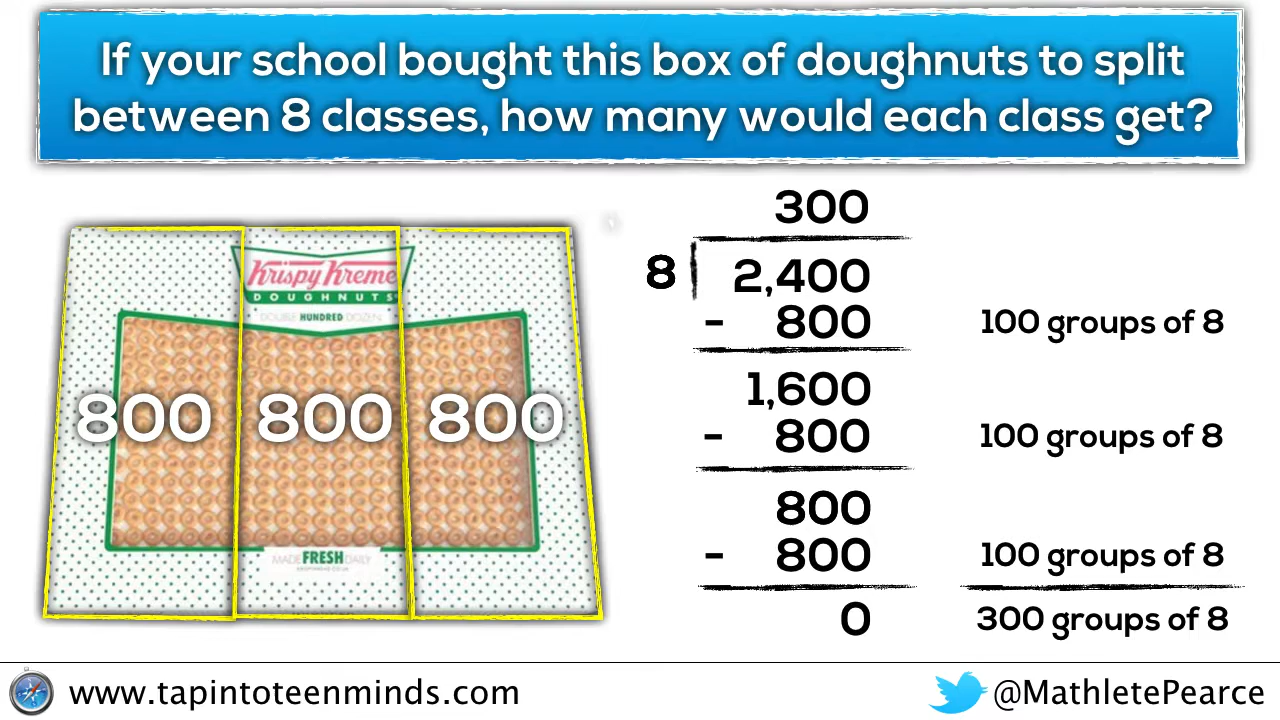 If your school bought this box of doughnuts to split
between 8 classes, how many would each class get?
300
8
2,400
- 800
100 groups of 8
1,600
- 800
100 groups of 8
800
- 800
100 groups of 8
0
300 groups of 8
Krispy Kreme
DOUGHNUTS
DOUBLE HUNDRED DOZEN
800
800
800
MADE FRESH DAILY
www.tapintoteenminds.com
@MathletePearce